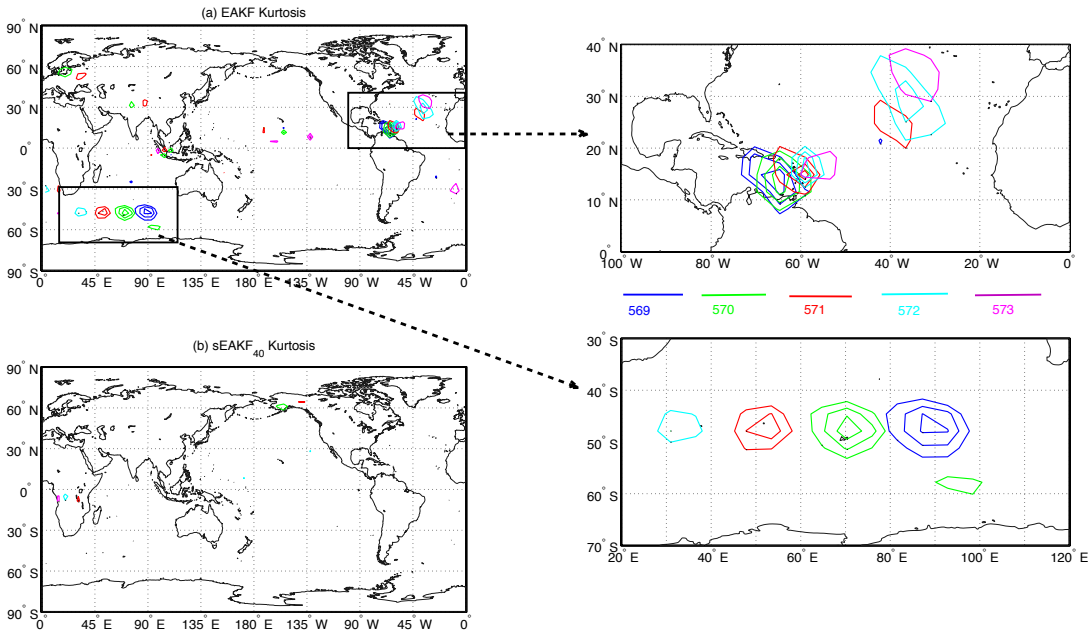 (a) EAKF Kurtosis
90° N
60° N
30° N
0°
30° S
60° S
90° S
0° 45° E 90° E 135° E 180° W 135° W 90° W 45° W 0°
40° N
30° N
20° N
10° N
0°
100° W 80° W 60° W 40° W 20° W 0°
569 570 571 572 573
(b) sEAKF40 Kurtosis
90° N
60° N
30° N
0°
30° S
60° S
90° S
0° 45° E 90° E 135° E 180° W 135° W 90° W 45° W 0°
30° S
40° S
50° S
60° S
70° S
20° E 40° E 60° E 80° E 100° E 120° E